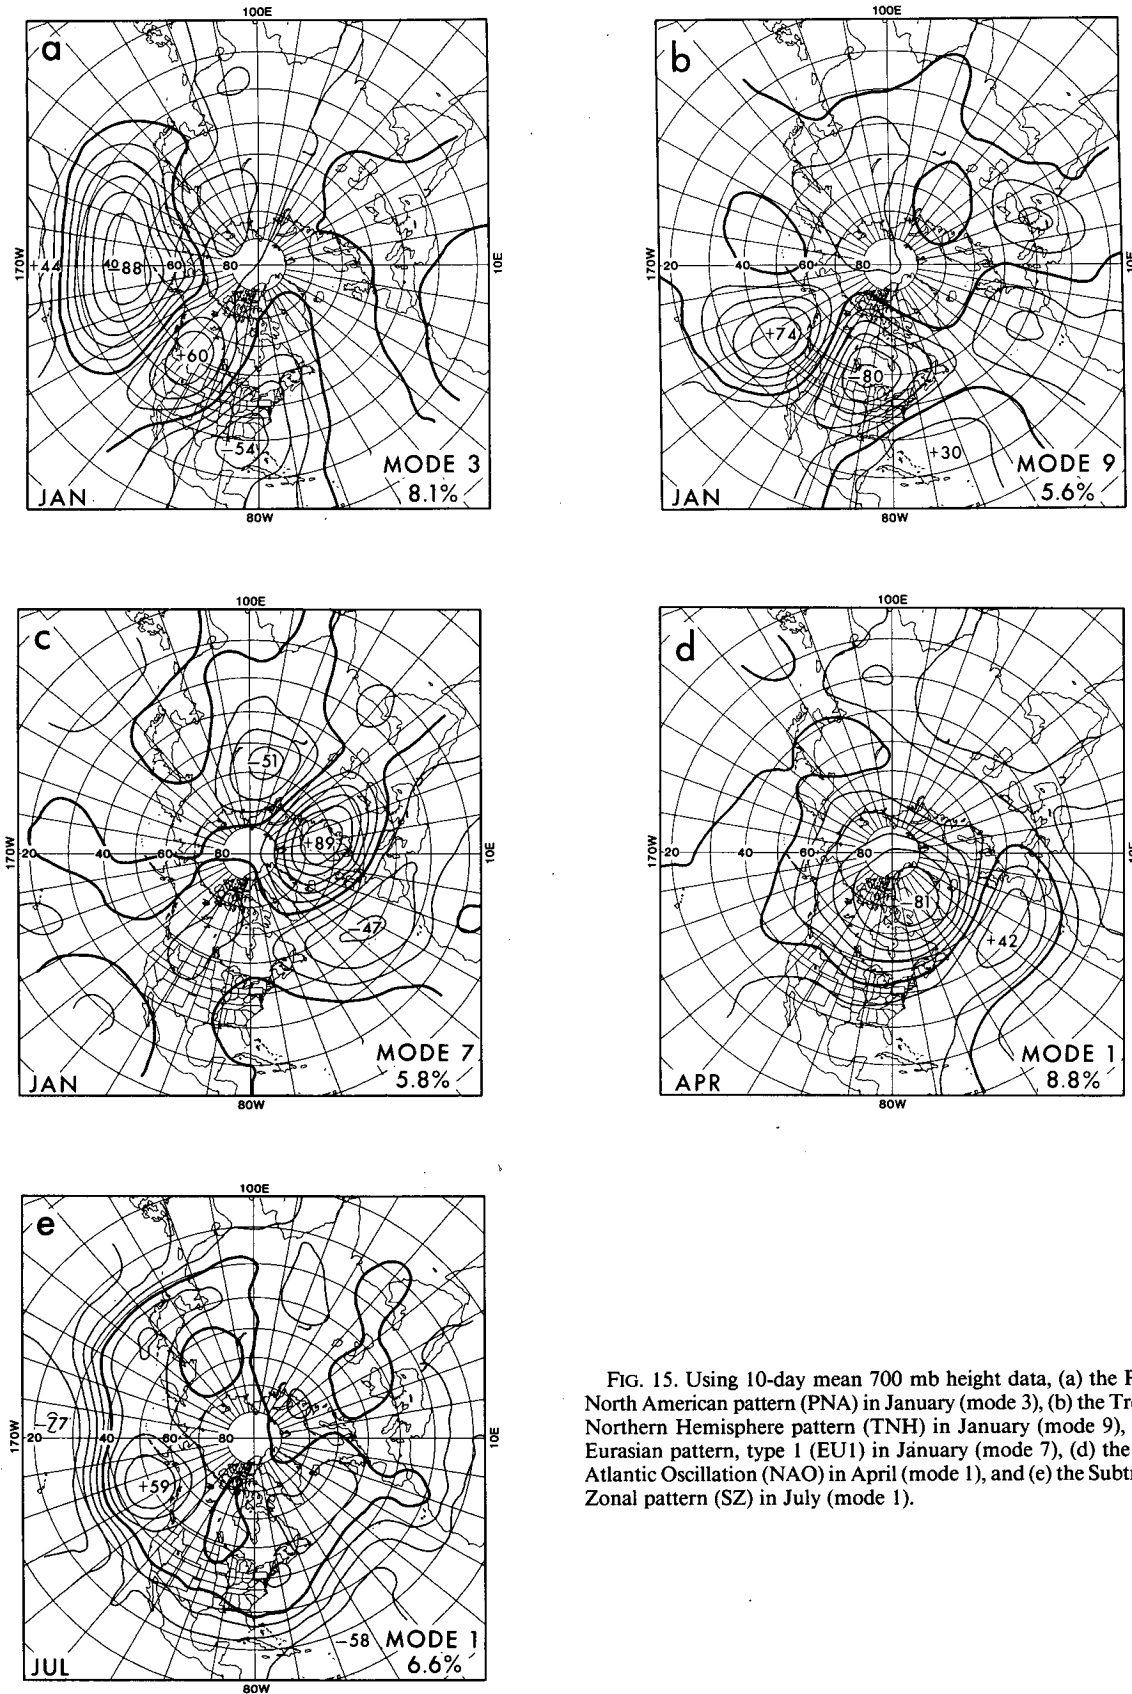 100E
a
170W
+44
40
-88
60
80
+60
-54
MODE 3
8.1%
JAN
80W
100E
b
170W
20
40
60
80
10E
+74
-80
+30
MODE 9
5.6%
JAN
80W
10E
100E
c
-51
170W
20
40
60
80
+89
10E
-47
MODE 7
5.8%
JAN
80W
100E
d
170W
20
40
60
80
-81
+42
MODE 1
8.8%
APR
80W
100E
e
-27
170W
20
40
60
80
10E
+59
-58
MODE 1
6.6%
JUL
80W
FIG. 15. Using 10-day mean 700 mb height data, (a) the
North American pattern (PNA) in January (mode 3), (b) the
Northern Hemisphere pattern (TNH) in January (mode 9),
Eurasian pattern, type 1 (EU1) in January (mode 7), (d) the
Atlantic Oscillation (NAO) in April (mode 1), and (e) the
Zonal pattern (SZ) in July (mode 1).